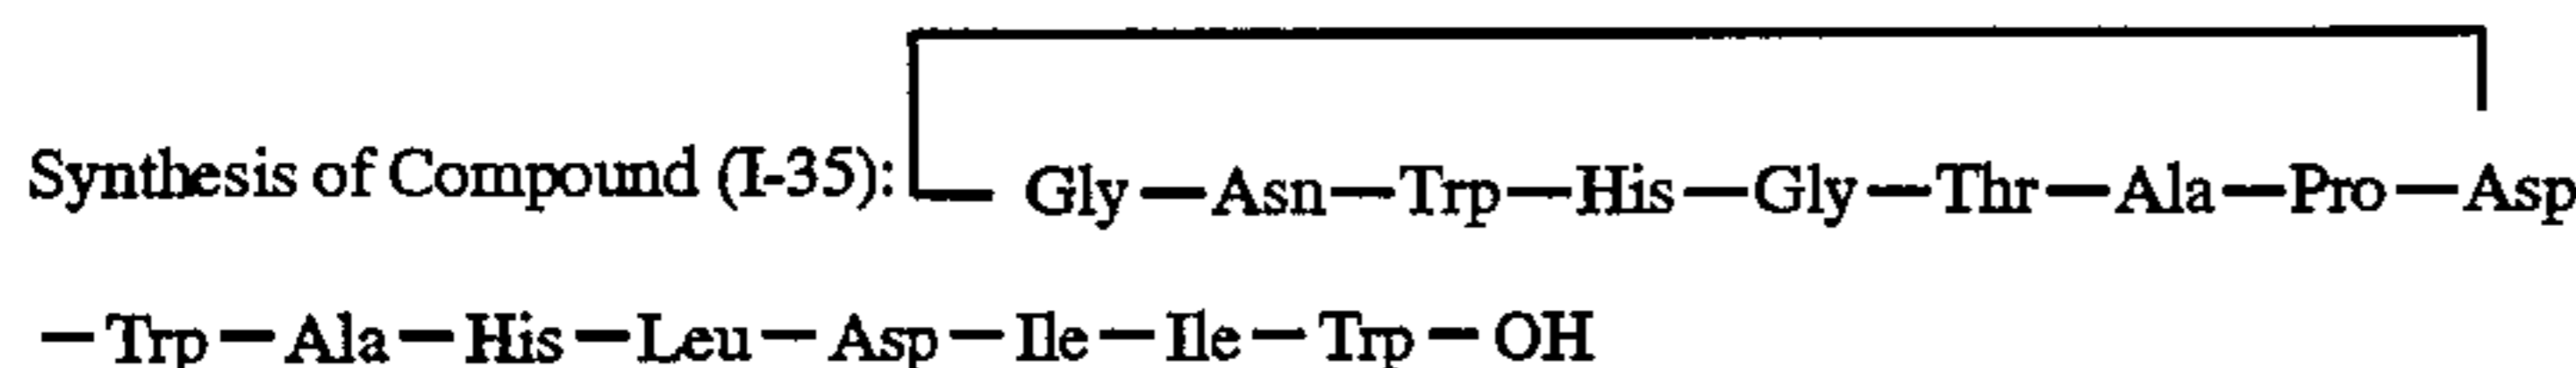 Synthesis of Compound (I-35): Gly—Asn—Trp—His—Gly—Thr—Ala—Pro—Asp
—Trp—Ala—His—Leu—Asp—Ile—Ile—Trp—OH